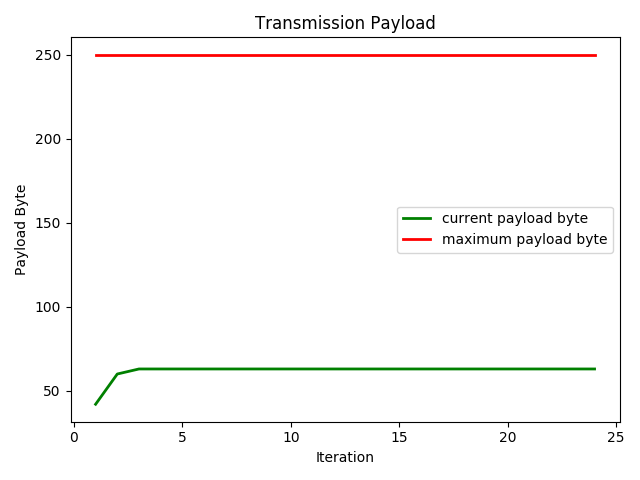 Transmission Payload
250
200
150
100
50
Payload Byte
current payload byte
maximum payload byte
0 5 10 15 20 25
Iteration